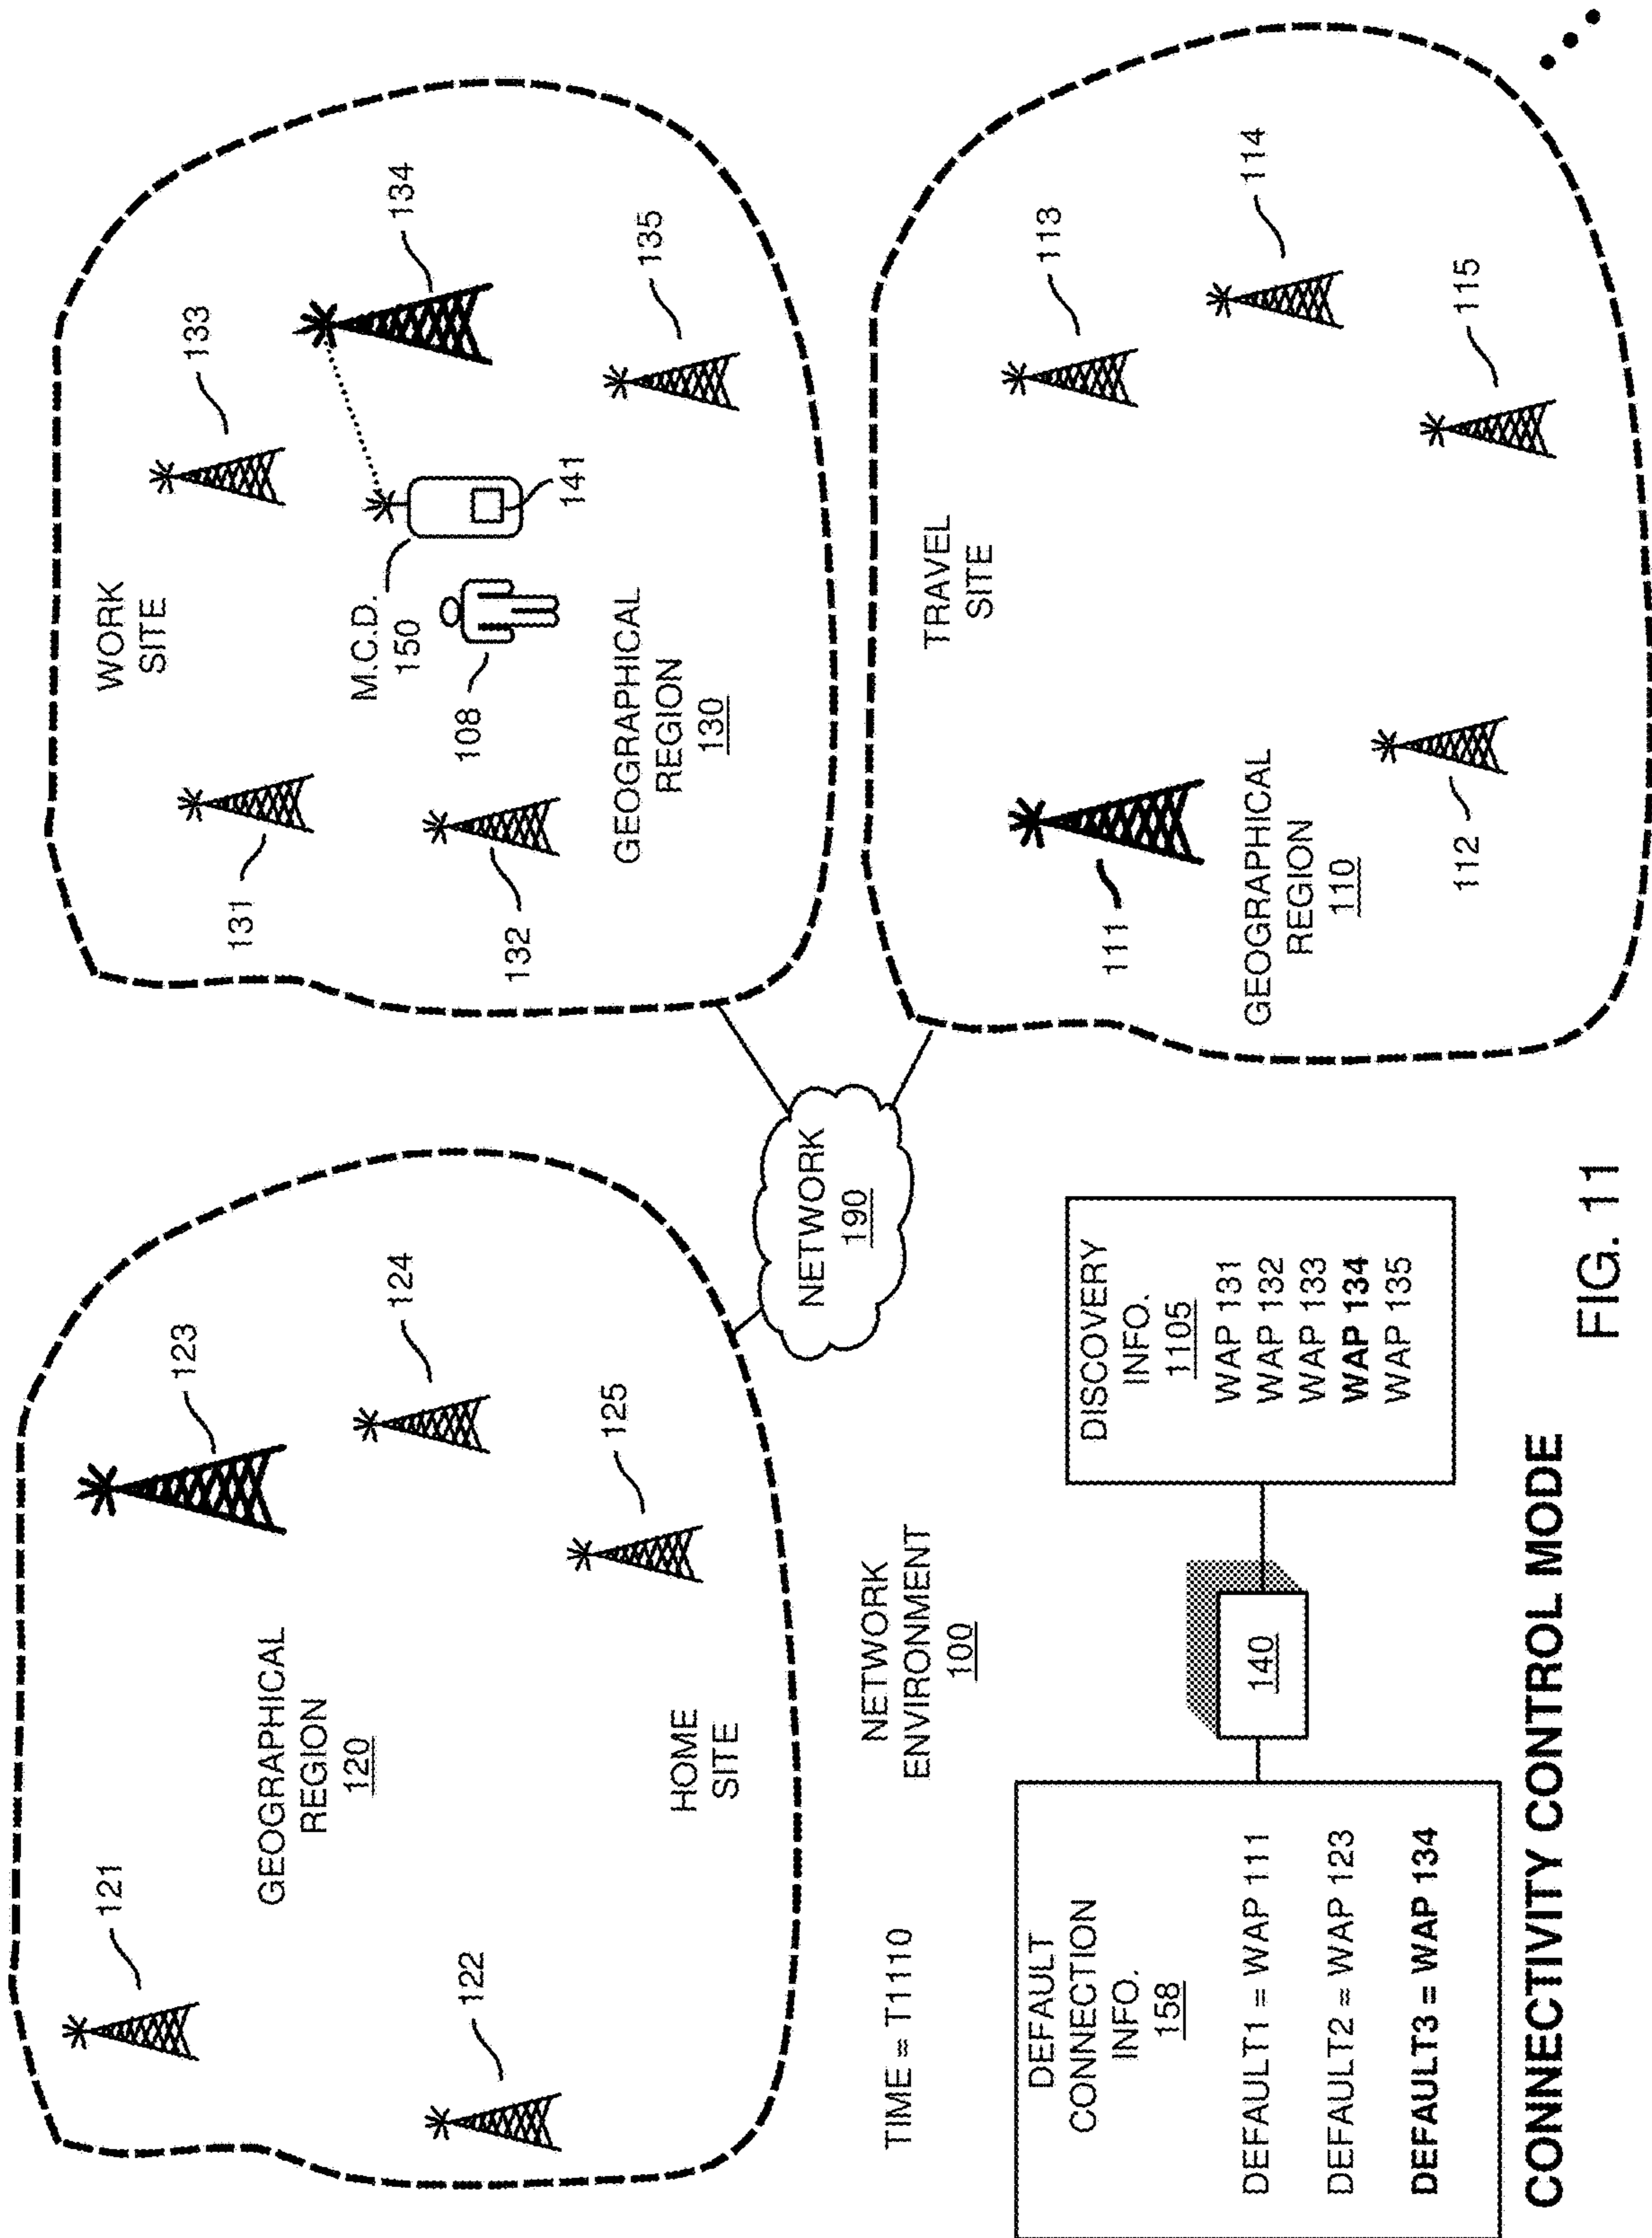 121
122
GEOGRAPHICAL
REGION
120
123
124
125
HOME
SITE
WORK
SITE
131
132
133
134
135
M.C.D.
150
108
141
GEOGRAPHICAL
REGION
130
NETWORK
190
TIME = T1110
NETWORK
ENVIRONMENT
100
TRAVEL
SITE
111
112
113
114
115
GEOGRAPHICAL
REGION
110
DEFAULT
CONNECTION
INFO.
158
DEFAULT1 = WAP 111
DEFAULT2 = WAP 123
DEFAULT3 = WAP 134
140
DISCOVERY
INFO.
1105
WAP 131
WAP 132
WAP 133
WAP 134
WAP 135
CONNECTIVITY CONTROL MODE
FIG. 11